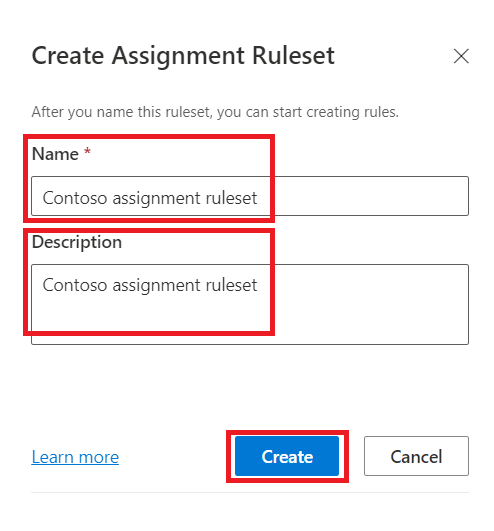 Create Assignment Ruleset
After you name this ruleset, you can start creating rules.
Name *
Contoso assignment ruleset
Description
Contoso assignment ruleset
Learn more
Create
Cancel